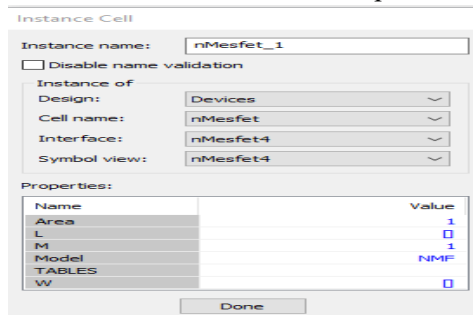 Instance Cell
Instance name: nMesfet_1
Disable name validation
Instance of
Design: Devices
Cell name: nMesfet
Interface: nMesfet4
Symbol view: nMesfet4
Properties:
Name Value
Area 1
L []
M 1
Model NMF
TABLES
W []
Done